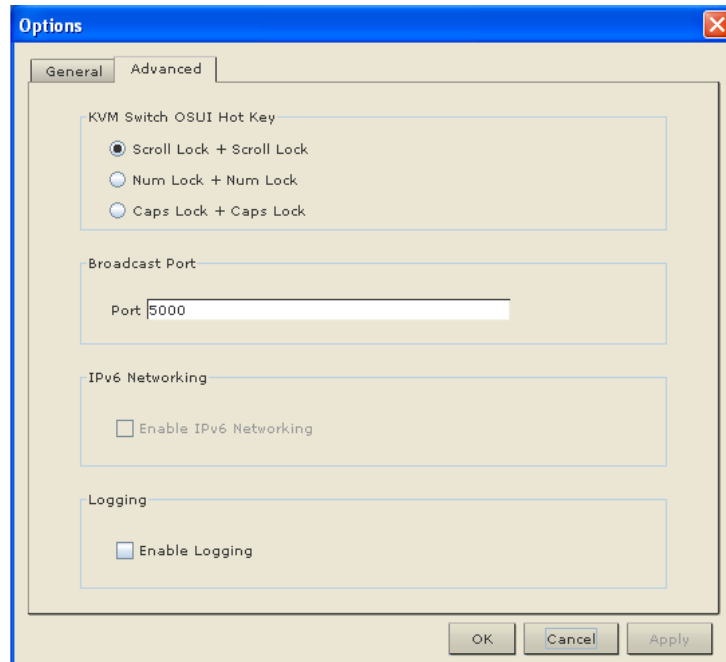 Options
General
Advanced
KVM Switch OSUI Hot Key
Scroll Lock + Scroll Lock
Num Lock + Num Lock
Caps Lock + Caps Lock
Broadcast Port
Port 5000
IPv6 Networking
Enable IPv6 Networking
Logging
Enable Logging
OK
Cancel
Apply